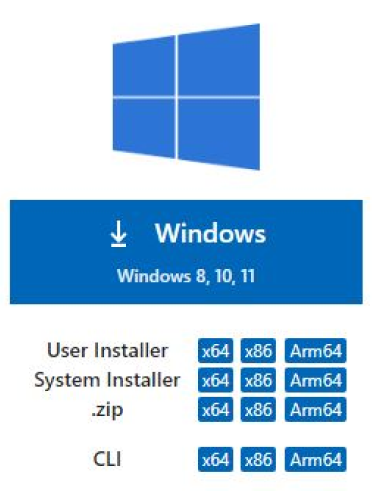 Windows
Windows 8, 10, 11
User Installer x64 x86 Arm64
System Installer x64 x86 Arm64
.zip x64 x86 Arm64
CLI x64 x86 Arm64